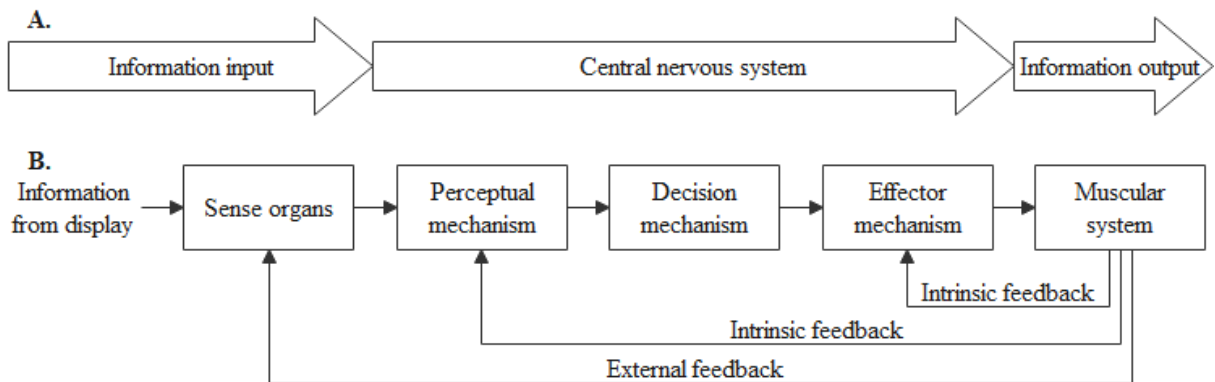 A.
Information input
Central nervous system
Information output
B.
Information
from display
Sense organs
Perceptual
mechanism
Decision
mechanism
Effector
mechanism
Muscular
system
Intrinsic feedback
Intrinsic feedback
External feedback